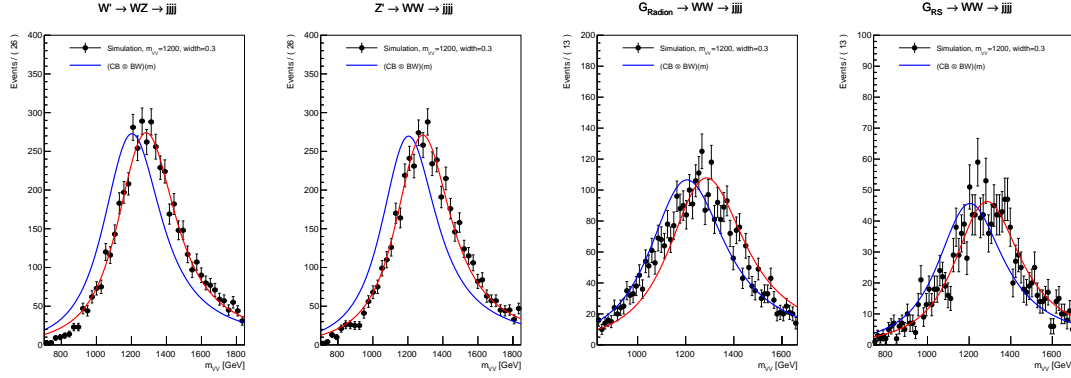 W' → WZ → jjjj
Events / ( 26 )
400
350
300
250
200
150
100
50
0
Simulation, m_VV=1200, width=0.3
(CB ⊗ BW)(m)
800 1000 1200 1400 1600 1800
m_VV [GeV]
Z' → WW → jjjj
Events / ( 26 )
400
350
300
250
200
150
100
50
0
Simulation, m_VV=1200, width=0.3
(CB ⊗ BW)(m)
800 1000 1200 1400 1600 1800
m_VV [GeV]
G_Radion → WW → jjjj
Events / ( 13 )
200
180
160
140
120
100
80
60
40
20
0
Simulation, m_VV=1200, width=0.3
(CB ⊗ BW)(m)
1000 1200 1400 1600
m_VV [GeV]
G_RS → WW → jjjj
Events / ( 13 )
100
90
80
70
60
50
40
30
20
10
0
Simulation, m_VV=1200, width=0.3
(CB ⊗ BW)(m)
800 1000 1200 1400 1600
m_VV [GeV]